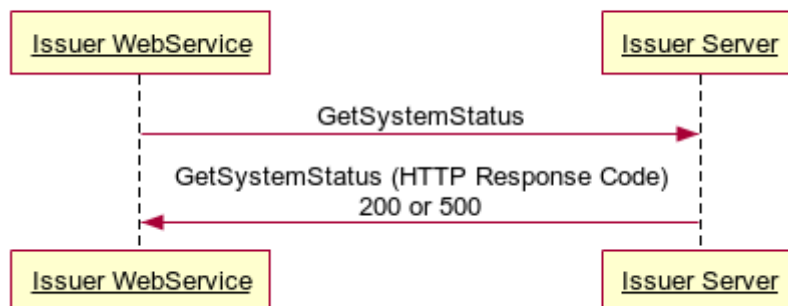 Issuer WebService
Issuer Server
GetSystemStatus
GetSystemStatus (HTTP Response Code)
200 or 500
Issuer WebService
Issuer Server